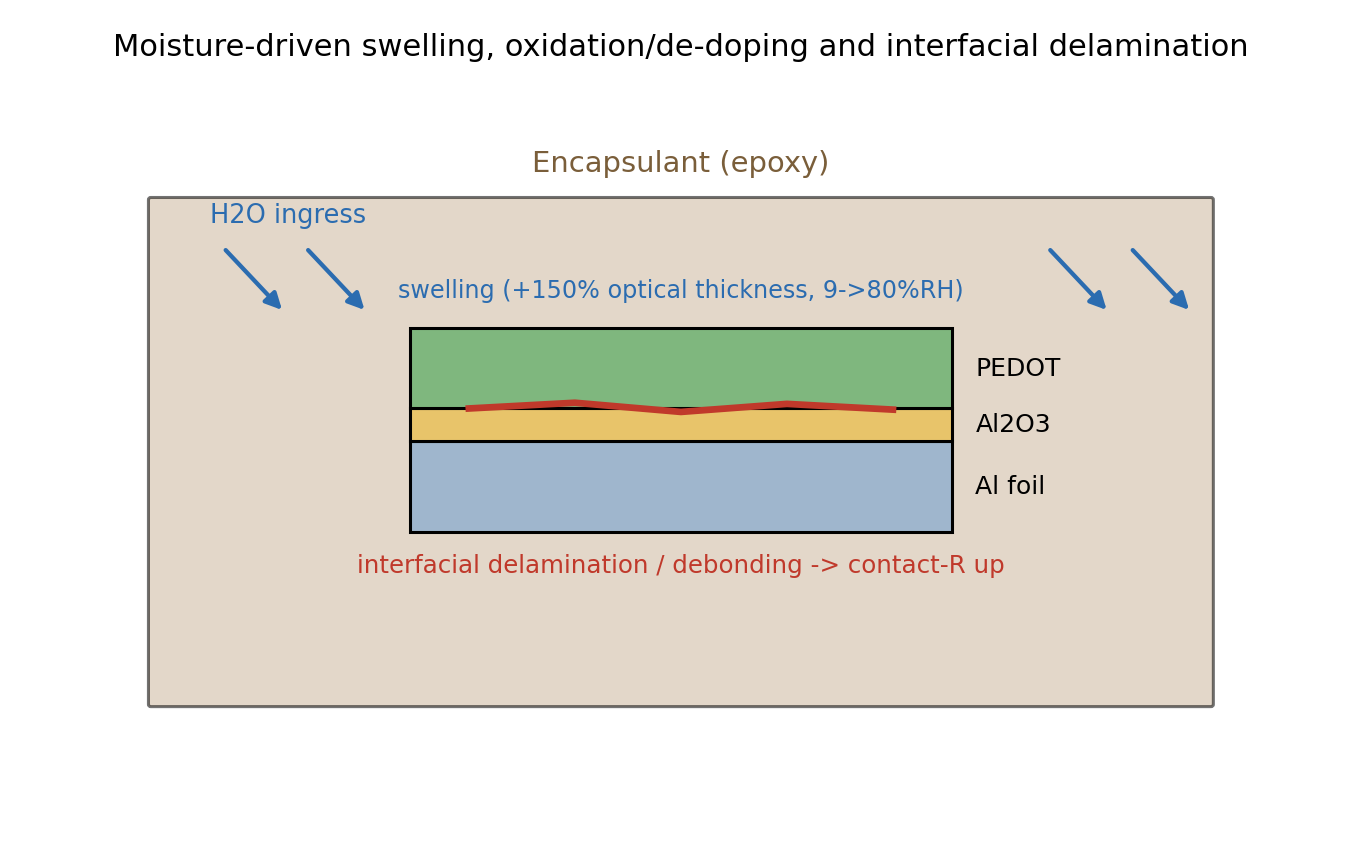 Moisture-driven swelling, oxidation/de-doping and interfacial delamination
Encapsulant (epoxy)
H2O ingress
swelling (+150% optical thickness, 9->80%RH)
PEDOT
Al2O3
Al foil
interfacial delamination / debonding -> contact-R up